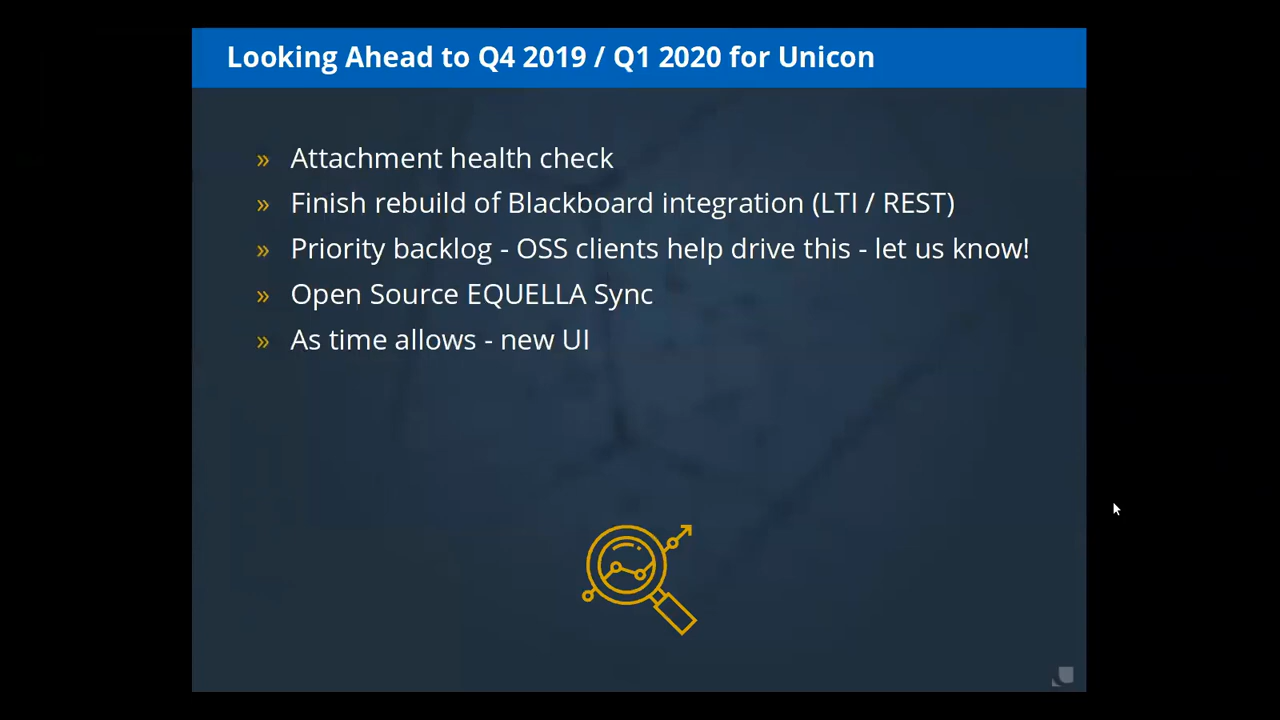 Looking Ahead to Q4 2019 / Q1 2020 for Unicon
» Attachment health check
» Finish rebuild of Blackboard integration (LTI / REST)
» Priority backlog - OSS clients help drive this - let us know!
» Open Source EQUELLA Sync
» As time allows - new UI